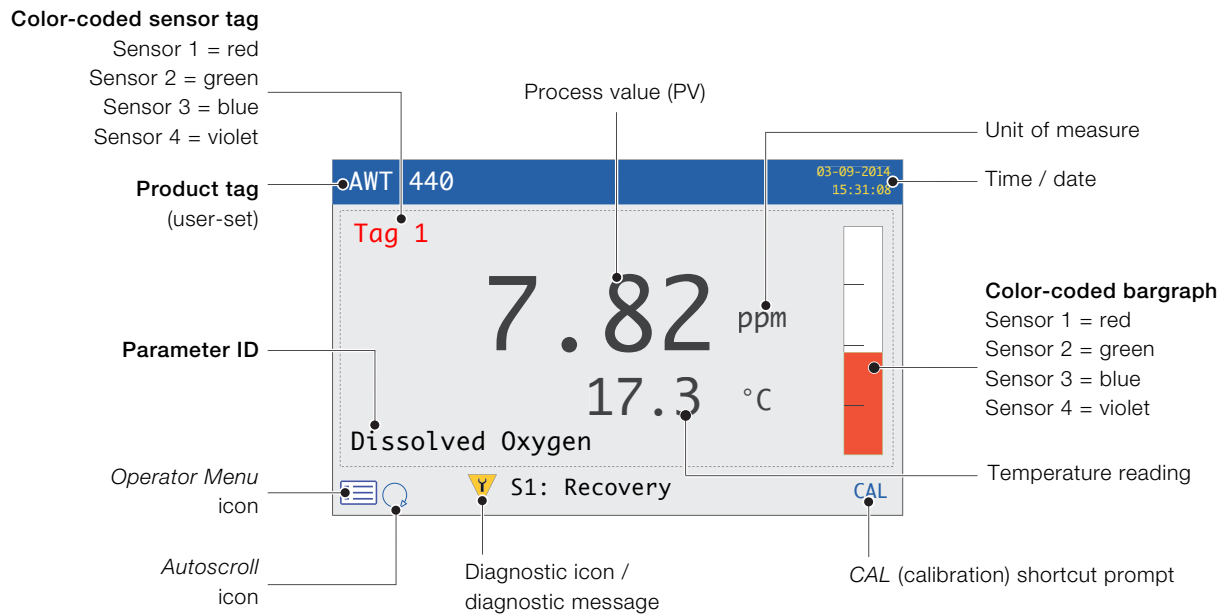 Color-coded sensor tag
Sensor 1 = red
Sensor 2 = green
Sensor 3 = blue
Sensor 4 = violet
Process value (PV)
Unit of measure
Product tag
(user-set)
AWT 440
03-09-2014
15:31:08
Time / date
Tag 1
7.82 ppm
Color-coded bargraph
Sensor 1 = red
Sensor 2 = green
Sensor 3 = blue
Sensor 4 = violet
Parameter ID
17.3 °C
Dissolved Oxygen
Temperature reading
Operator Menu
icon
S1: Recovery
CAL
Autoscroll
icon
Diagnostic icon /
diagnostic message
CAL (calibration) shortcut prompt